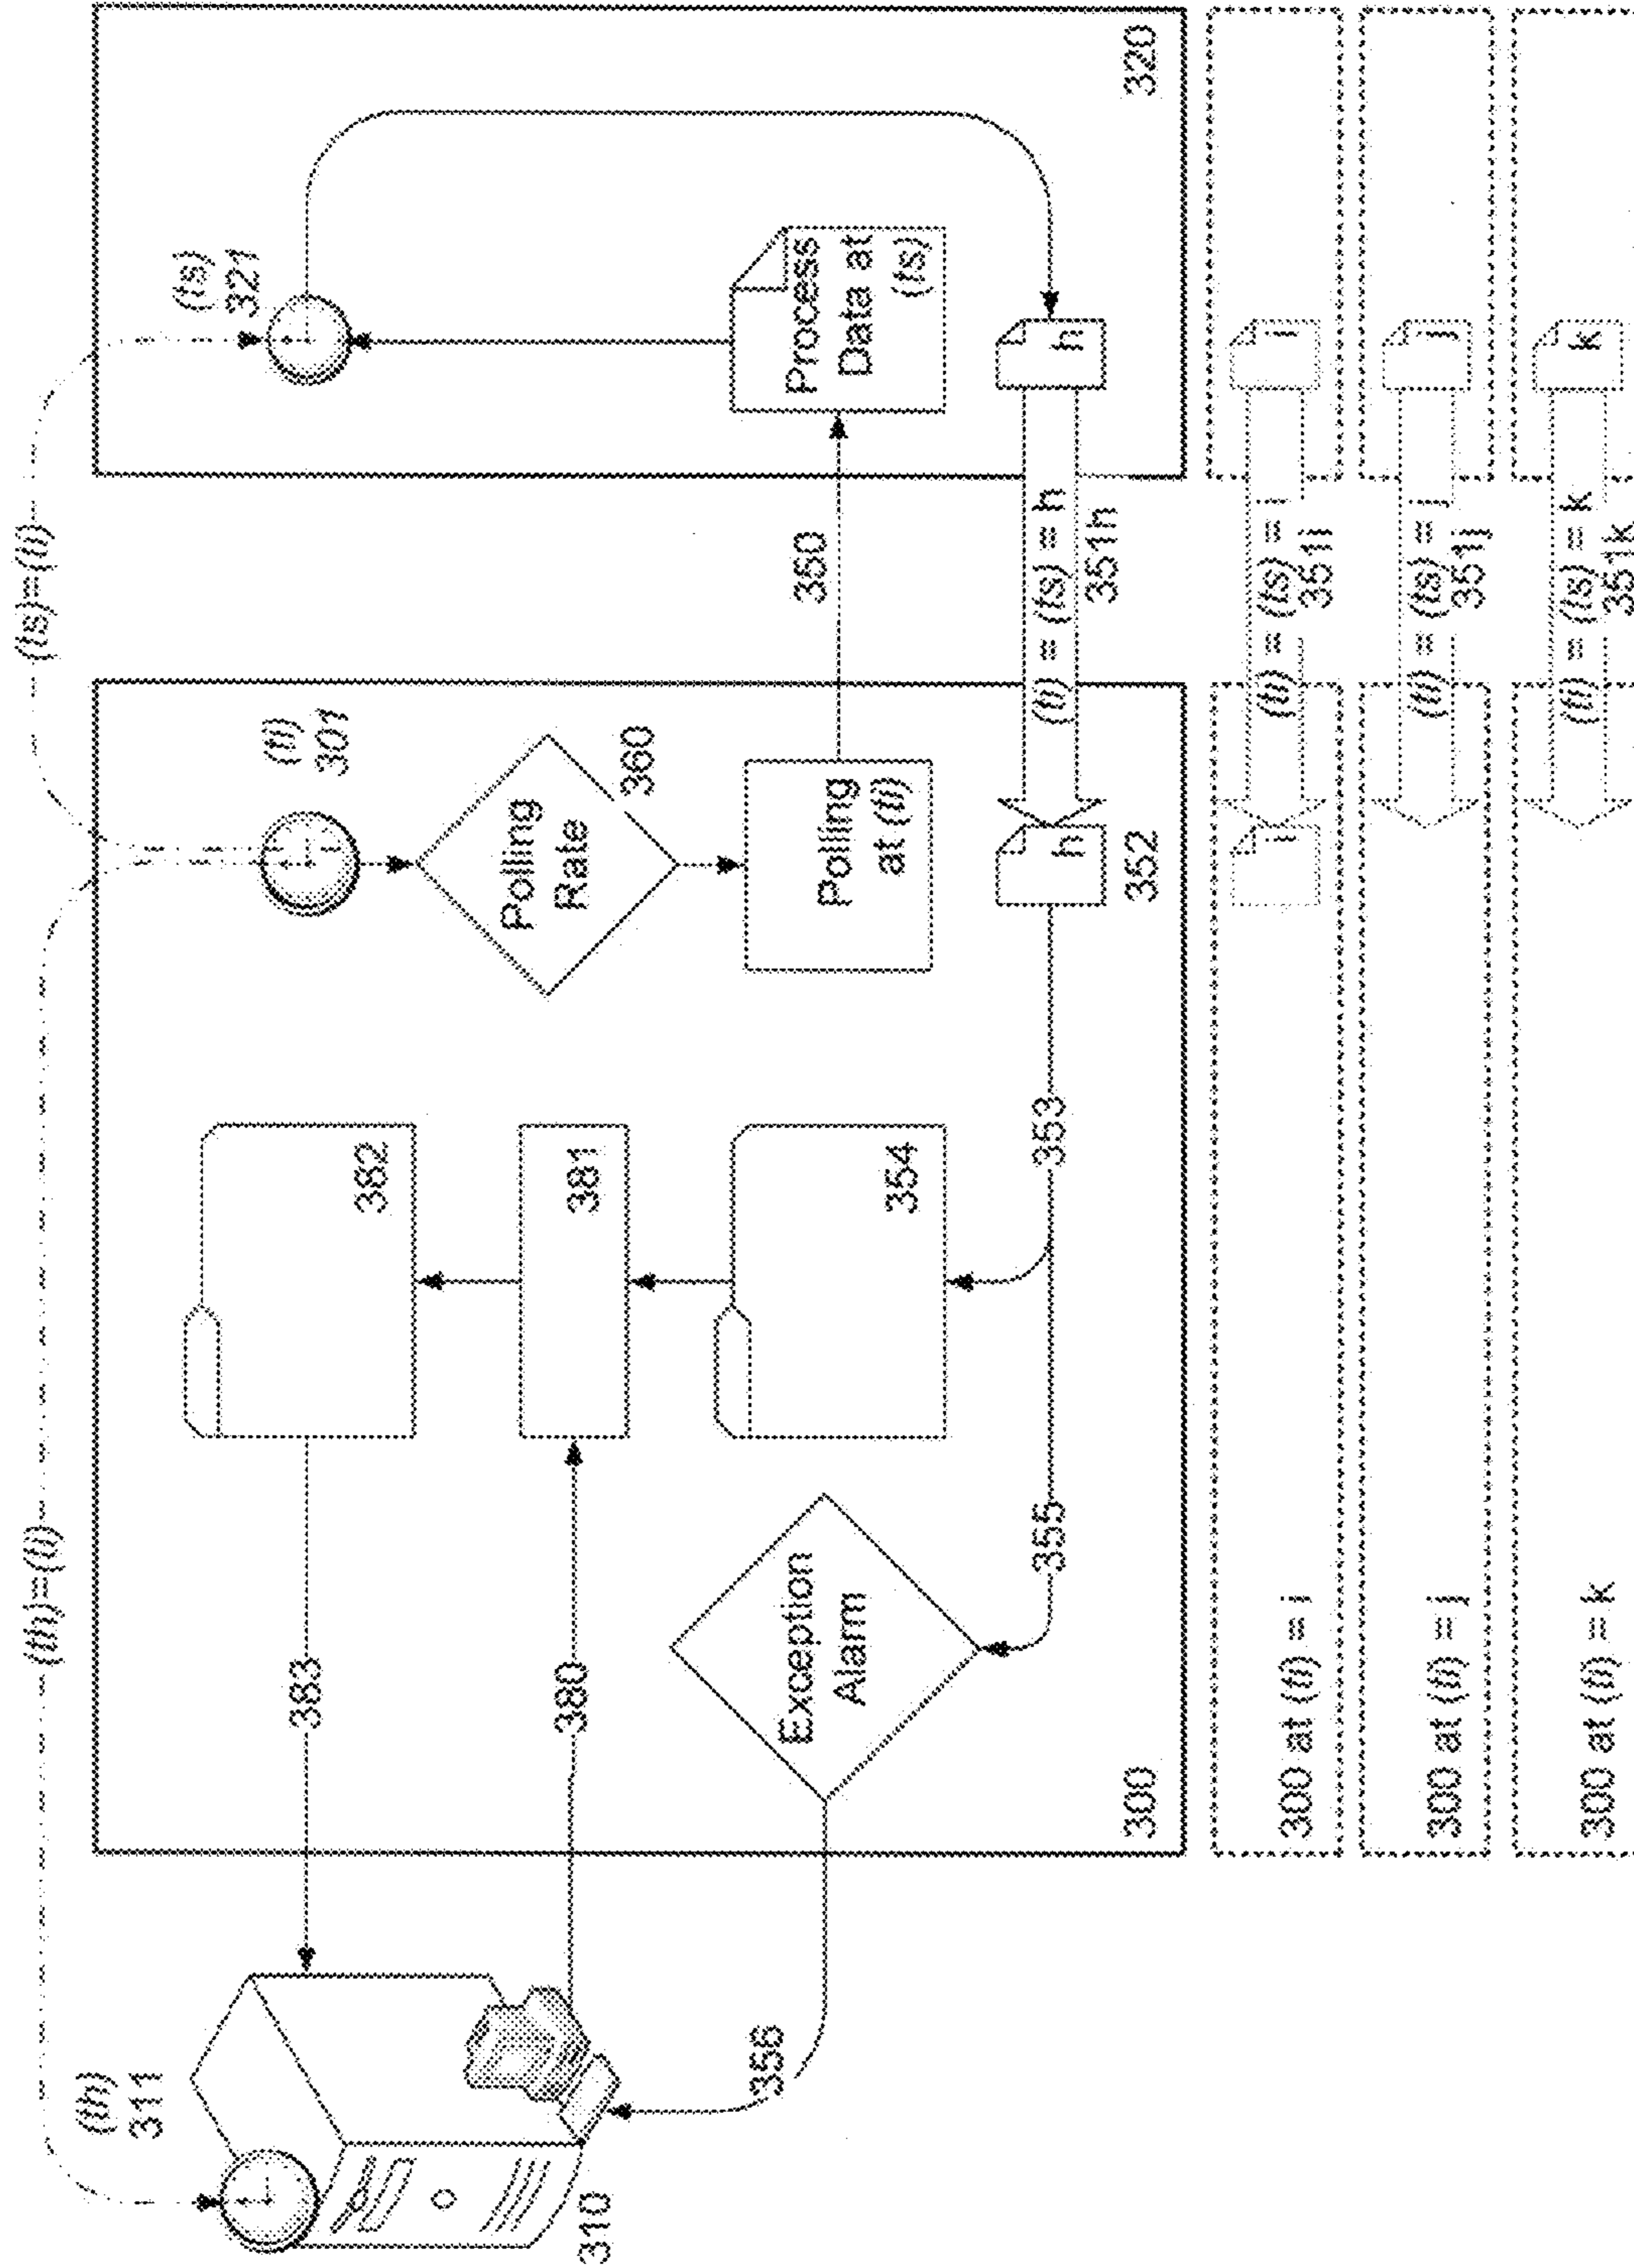 (th)=(ti)
(ts)=(ti)
(th)
311
(ts)
321
(ti)
301
383
382
Polling
Rate
360
380
381
310
356
Exception
Alarm
354
Polling
at (ti)
350
Process
Data at
(ts)
355
353
h
(ti) = (ts) = h
h
351h
352
300
320
300 at (ti) = i
i
(ti) = (ts) = i
i
351i
300 at (ti) = j
(ti) = (ts) = j
j
351j
300 at (ti) = k
(ti) = (ts) = k
k
351k